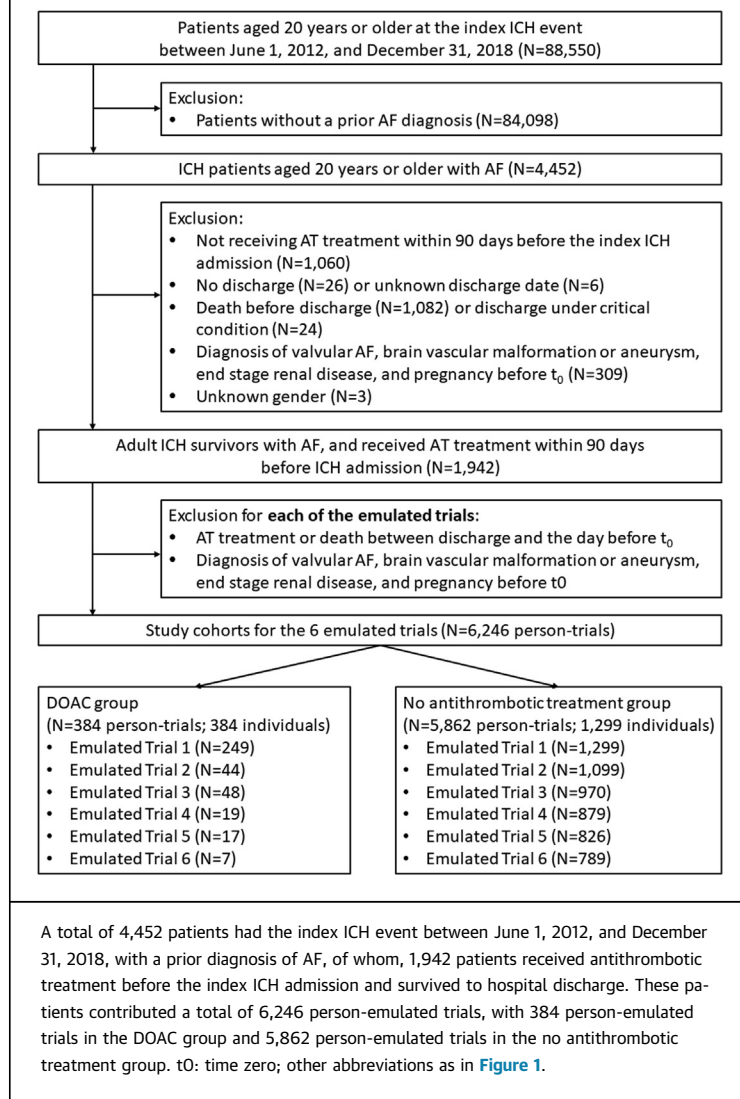 Patients aged 20 years or older at the index ICH event
between June 1, 2012, and December 31, 2018 (N=88,550)
Exclusion:
• Patients without a prior AF diagnosis (N=84,098)
ICH patients aged 20 years or older with AF (N=4,452)
Exclusion:
• Not receiving AT treatment within 90 days before the index ICH
admission (N=1,060)
• No discharge (N=26) or unknown discharge date (N=6)
• Death before discharge (N=1,082) or discharge under critical
condition (N=24)
• Diagnosis of valvular AF, brain vascular malformation or aneurysm,
end stage renal disease, and pregnancy before t₀ (N=309)
• Unknown gender (N=3)
Adult ICH survivors with AF, and received AT treatment within 90 days
before ICH admission (N=1,942)
Exclusion for each of the emulated trials:
• AT treatment or death between discharge and the day before t₀
• Diagnosis of valvular AF, brain vascular malformation or aneurysm,
end stage renal disease, and pregnancy before t0
Study cohorts for the 6 emulated trials (N=6,246 person-trials)
DOAC group
(N=384 person-trials; 384 individuals)
• Emulated Trial 1 (N=249)
• Emulated Trial 2 (N=44)
• Emulated Trial 3 (N=48)
• Emulated Trial 4 (N=19)
• Emulated Trial 5 (N=17)
• Emulated Trial 6 (N=7)
No antithrombotic treatment group
(N=5,862 person-trials; 1,299 individuals)
• Emulated Trial 1 (N=1,299)
• Emulated Trial 2 (N=1,099)
• Emulated Trial 3 (N=970)
• Emulated Trial 4 (N=879)
• Emulated Trial 5 (N=826)
• Emulated Trial 6 (N=789)
A total of 4,452 patients had the index ICH event between June 1, 2012, and December
31, 2018, with a prior diagnosis of AF, of whom, 1,942 patients received antithrombotic
treatment before the index ICH admission and survived to hospital discharge. These pa-
tients contributed a total of 6,246 person-emulated trials, with 384 person-emulated
trials in the DOAC group and 5,862 person-emulated trials in the no antithrombotic
treatment group. t0: time zero; other abbreviations as in Figure 1.